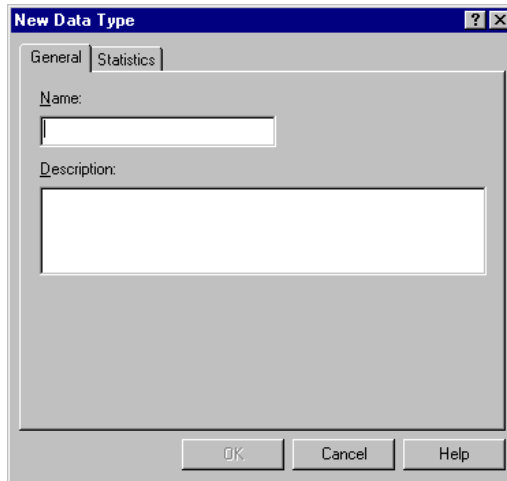 New Data Type
General Statistics
Name:
Description:
OK Cancel Help